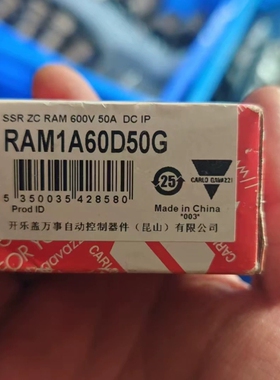 SSR ZC RAM 600V 50A DC IP
RAM1A60D50G
25
CARLO GAVAZZI
5 350035 428580
Prod ID
Made in China
"003"
开乐盖万事自动控制器件（昆山）有限公司